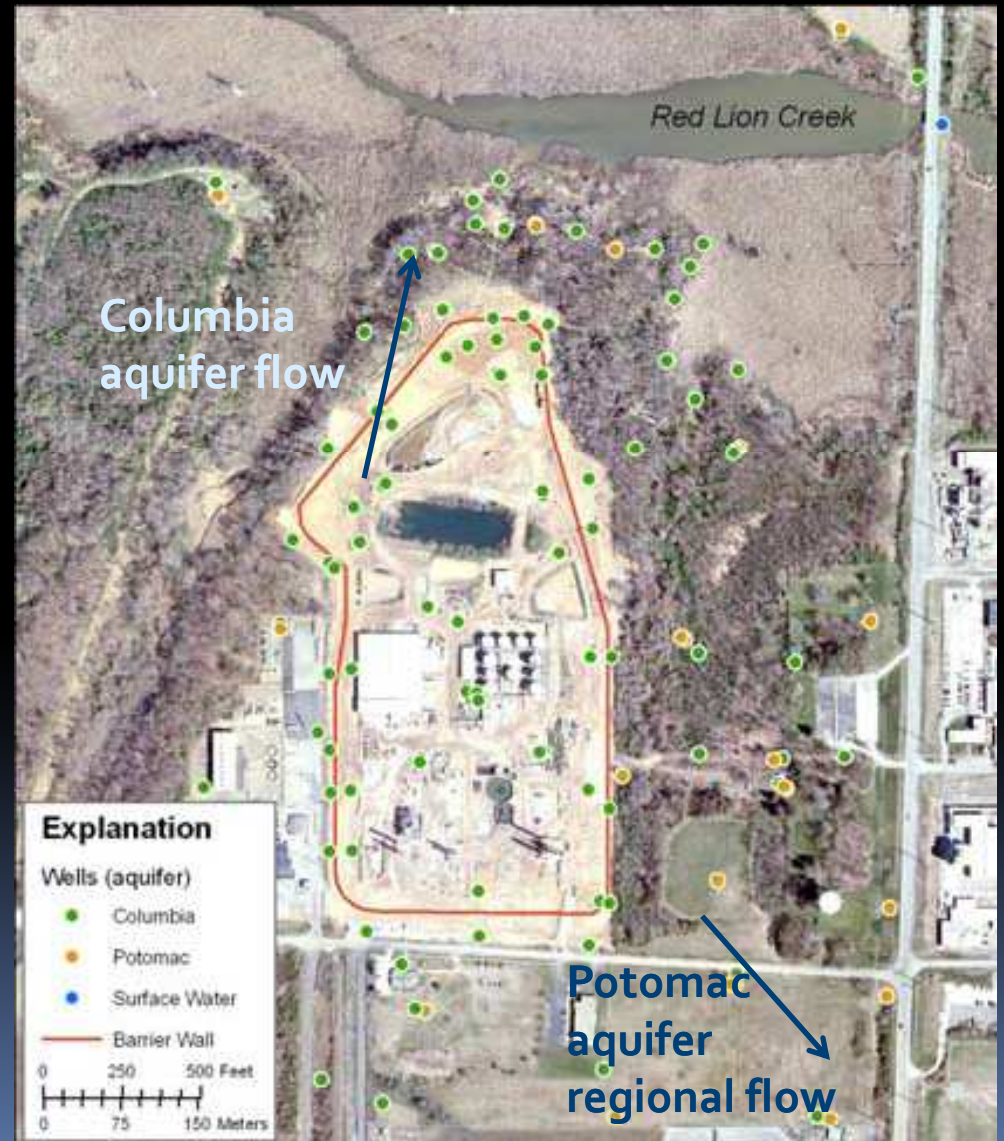 Red Lion Creek
Columbia
aquifer flow
Explanation
Wells (aquifer)
Columbia
Potomac
Surface Water
Barrier Wall
0 250 500 Feet
0 75 150 Meters
Potomac
aquifer
regional flow